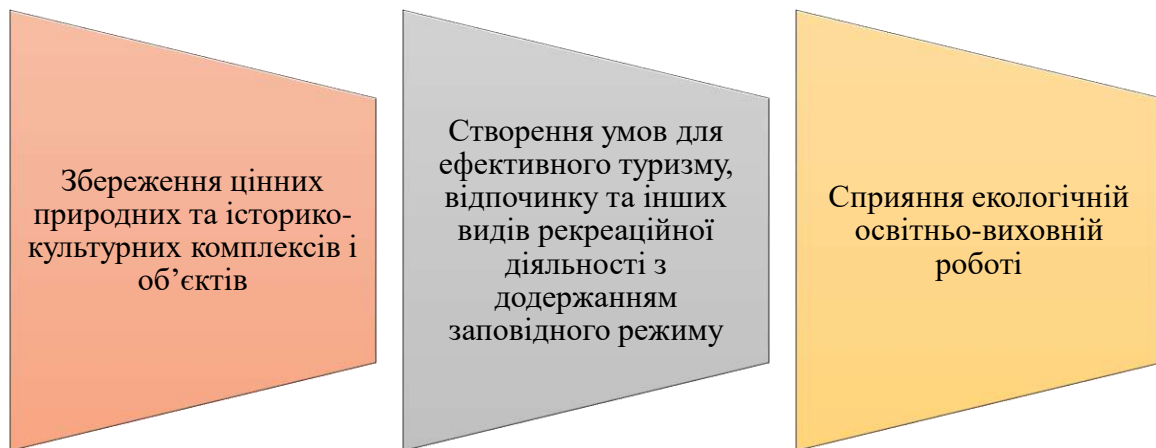 Збереження цінних
природних та історико-
культурних комплексів і
об’єктів
Створення умов для
ефективного туризму,
відпочинку та інших
видів рекреаційної
діяльності з
додержанням
заповідного режиму
Сприяння екологічній
освітньо-виховній
роботі